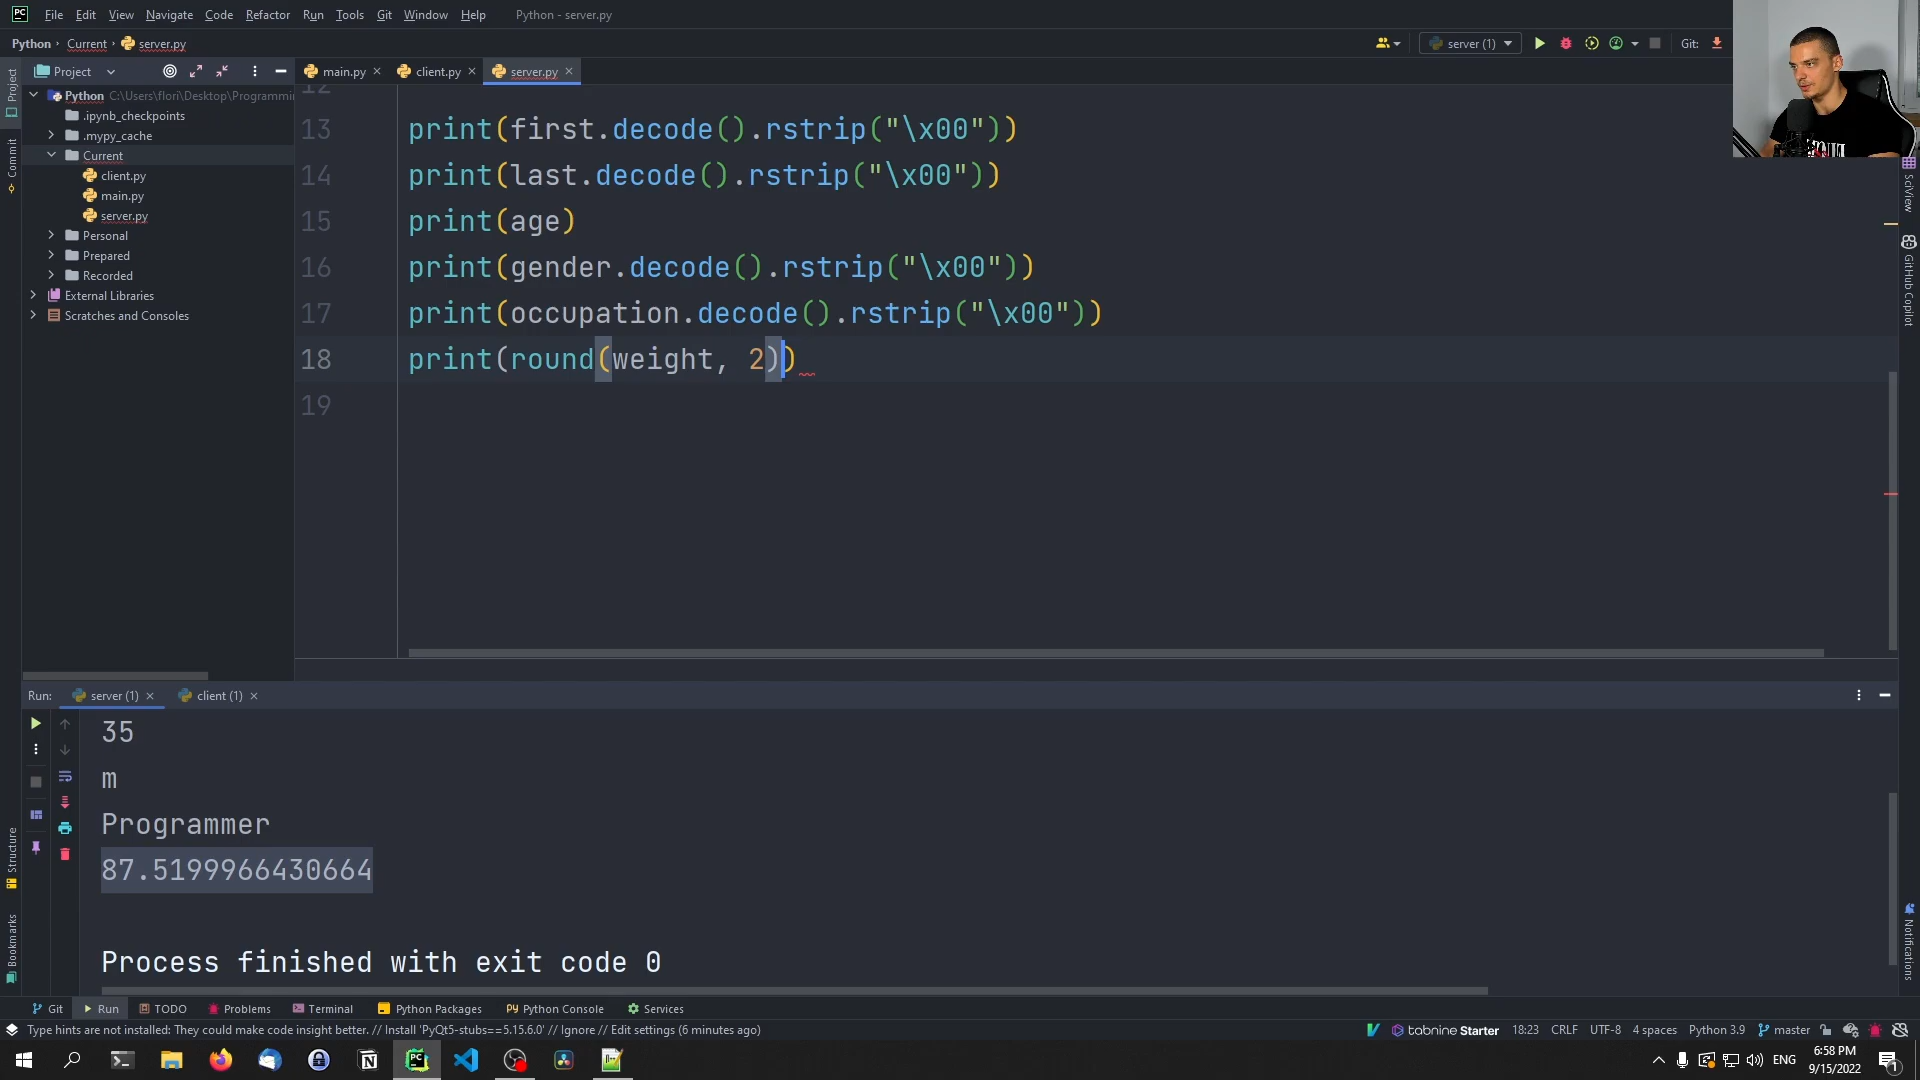 File Edit View Navigate Code Refactor Run Tools Git Window Help Python - server.py
Python Current server.py
server (1) Git:
Project main.py client.py server.py
Project
Commit
Python C:\Users\flori\Desktop\Programmi
.ipynb_checkpoints
.mypy_cache
Current
client.py
main.py
server.py
Personal
Prepared
Recorded
External Libraries
Scratches and Consoles
12
13 print(first.decode().rstrip("\x00"))
14 print(last.decode().rstrip("\x00"))
15 print(age)
16 print(gender.decode().rstrip("\x00"))
17 print(occupation.decode().rstrip("\x00"))
18 print(round(weight, 2))
19
SciView
GitHub Copilot
Run: server (1) client (1)
35
m
Programmer
87.5199966430664
Process finished with exit code 0
Structure
Bookmarks
Notifications
Git Run TODO Problems Terminal Python Packages Python Console Services
Type hints are not installed: They could make code insight better. // Install 'PyQt5-stubs==5.15.6.0' // Ignore // Edit settings (6 minutes ago) tabnine Starter 18:23 CRLF UTF-8 4 spaces Python 3.9 master
ENG 6:58 PM
9/15/2022